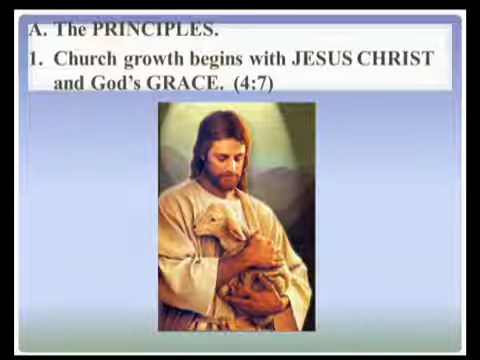 A. The PRINCIPLES.
1. Church growth begins with JESUS CHRIST
and God's GRACE. (4:7)